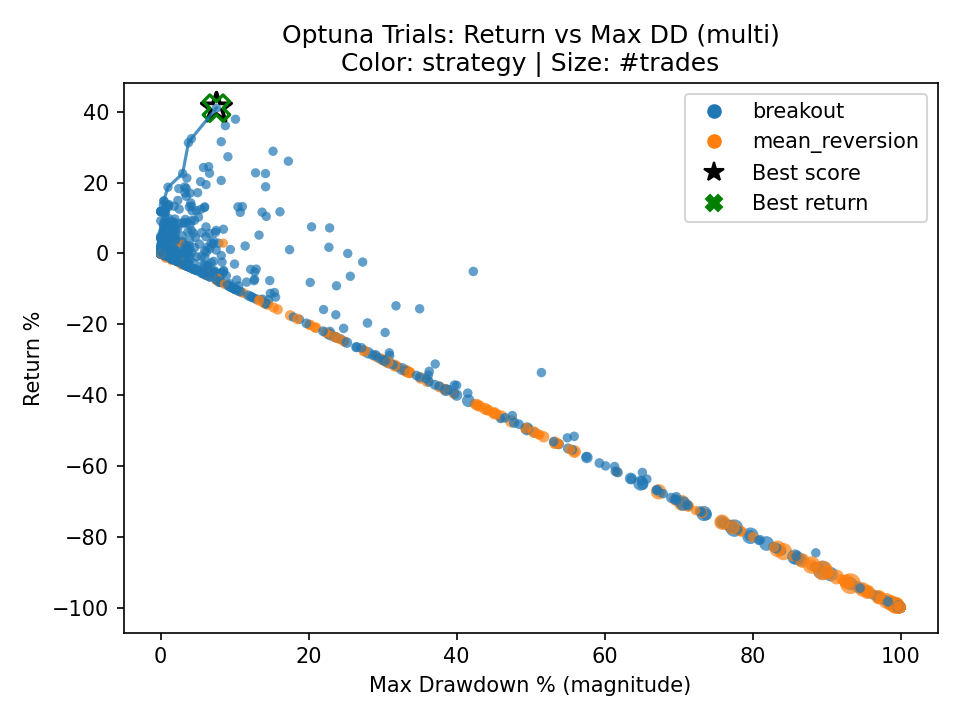 Optuna Trials: Return vs Max DD (multi)
Color: strategy | Size: #trades
breakout
mean_reversion
Best score
Best return
40
20
0
−20
−40
−60
−80
−100
Return %
0
20
40
60
80
100
Max Drawdown % (magnitude)